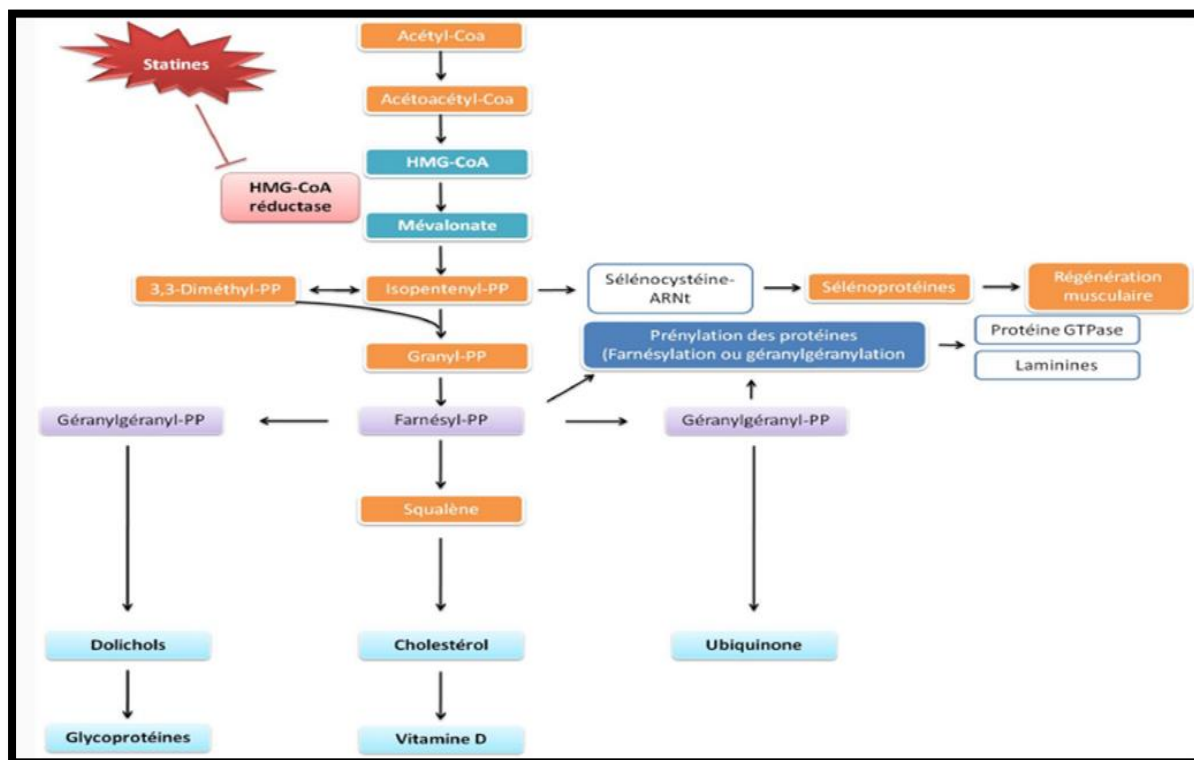 Acétyl-Coa
Statines
Acétoacétyl-Coa
HMG-CoA
HMG-CoA
réductase
Mévalonate
3,3-Diméthyl-PP
Isopentenyl-PP
Sélénocystéine-
ARNt
Sélénoprotéines
Régénération
musculaire
Prénylation des protéines
(Farnésylation ou géranylgéranylation
Protéine GTPase
Laminines
Granyl-PP
Géranylgéranyl-PP
Farnésyl-PP
Géranylgéranyl-PP
Squalène
Dolichols
Cholestérol
Ubiquinone
Glycoprotéines
Vitamine D